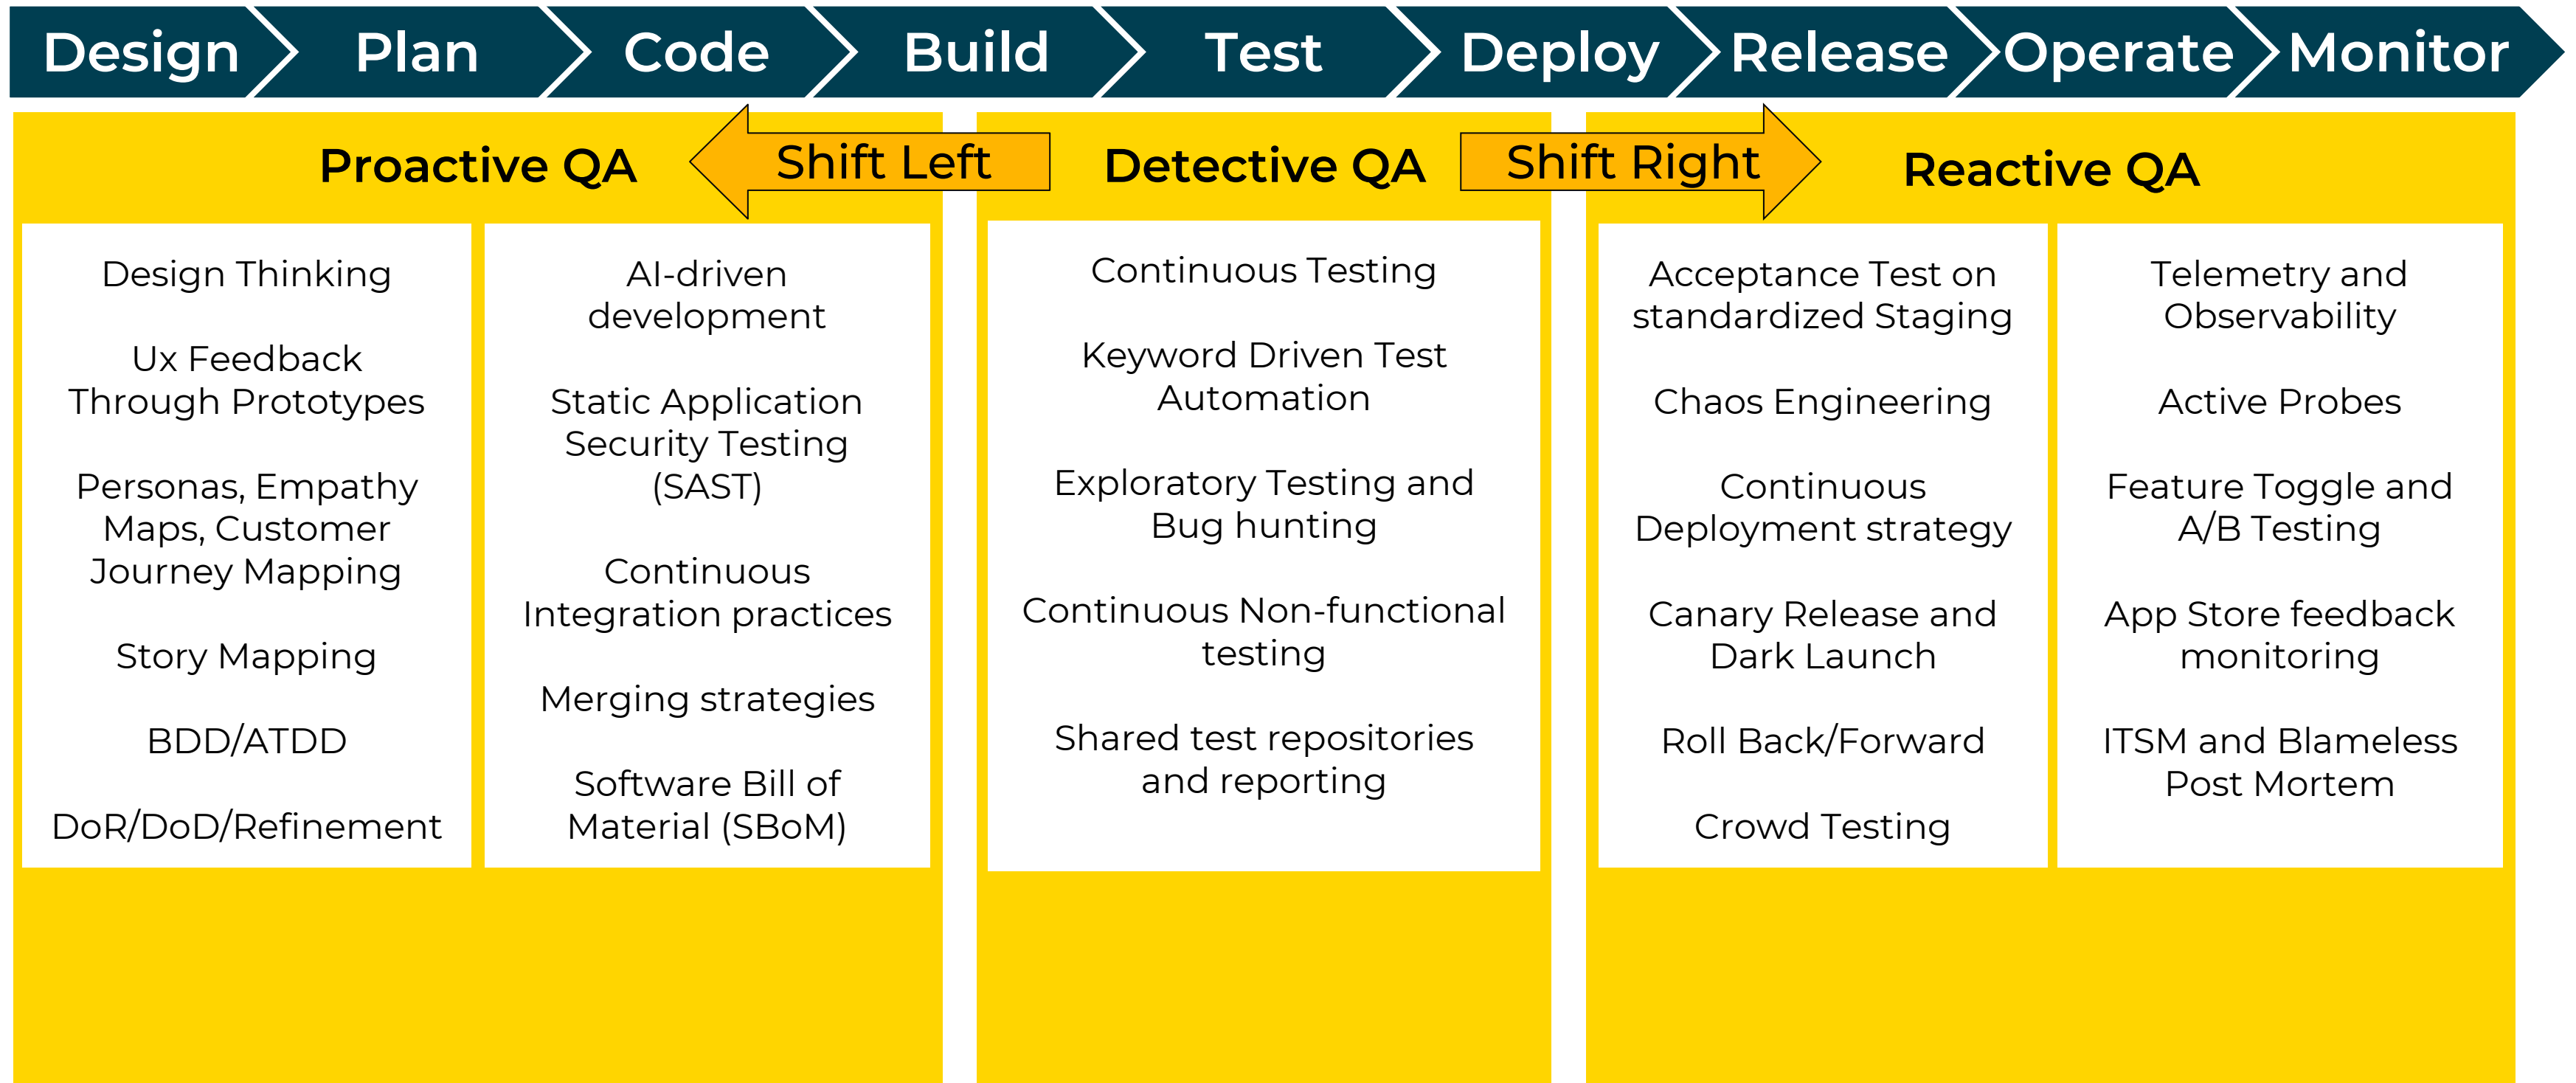 Design
Plan
Code
Build
Test
Deploy
Release
Operate
Monitor
Proactive QA
Shift Left
Detective QA
Shift Right
Reactive QA
Design Thinking
Ux Feedback
Through Prototypes
Personas, Empathy
Maps, Customer
Journey Mapping
Story Mapping
BDD/ATDD
DoR/DoD/Refinement
AI-driven
development
Static Application
Security Testing
(SAST)
Continuous
Integration practices
Merging strategies
Software Bill of
Material (SBoM)
Continuous Testing
Keyword Driven Test
Automation
Exploratory Testing and
Bug hunting
Continuous Non-functional
testing
Shared test repositories
and reporting
Acceptance Test on
standardized Staging
Chaos Engineering
Continuous
Deployment strategy
Canary Release and
Dark Launch
Roll Back/Forward
Crowd Testing
Telemetry and
Observability
Active Probes
Feature Toggle and
A/B Testing
App Store feedback
monitoring
ITSM and Blameless
Post Mortem